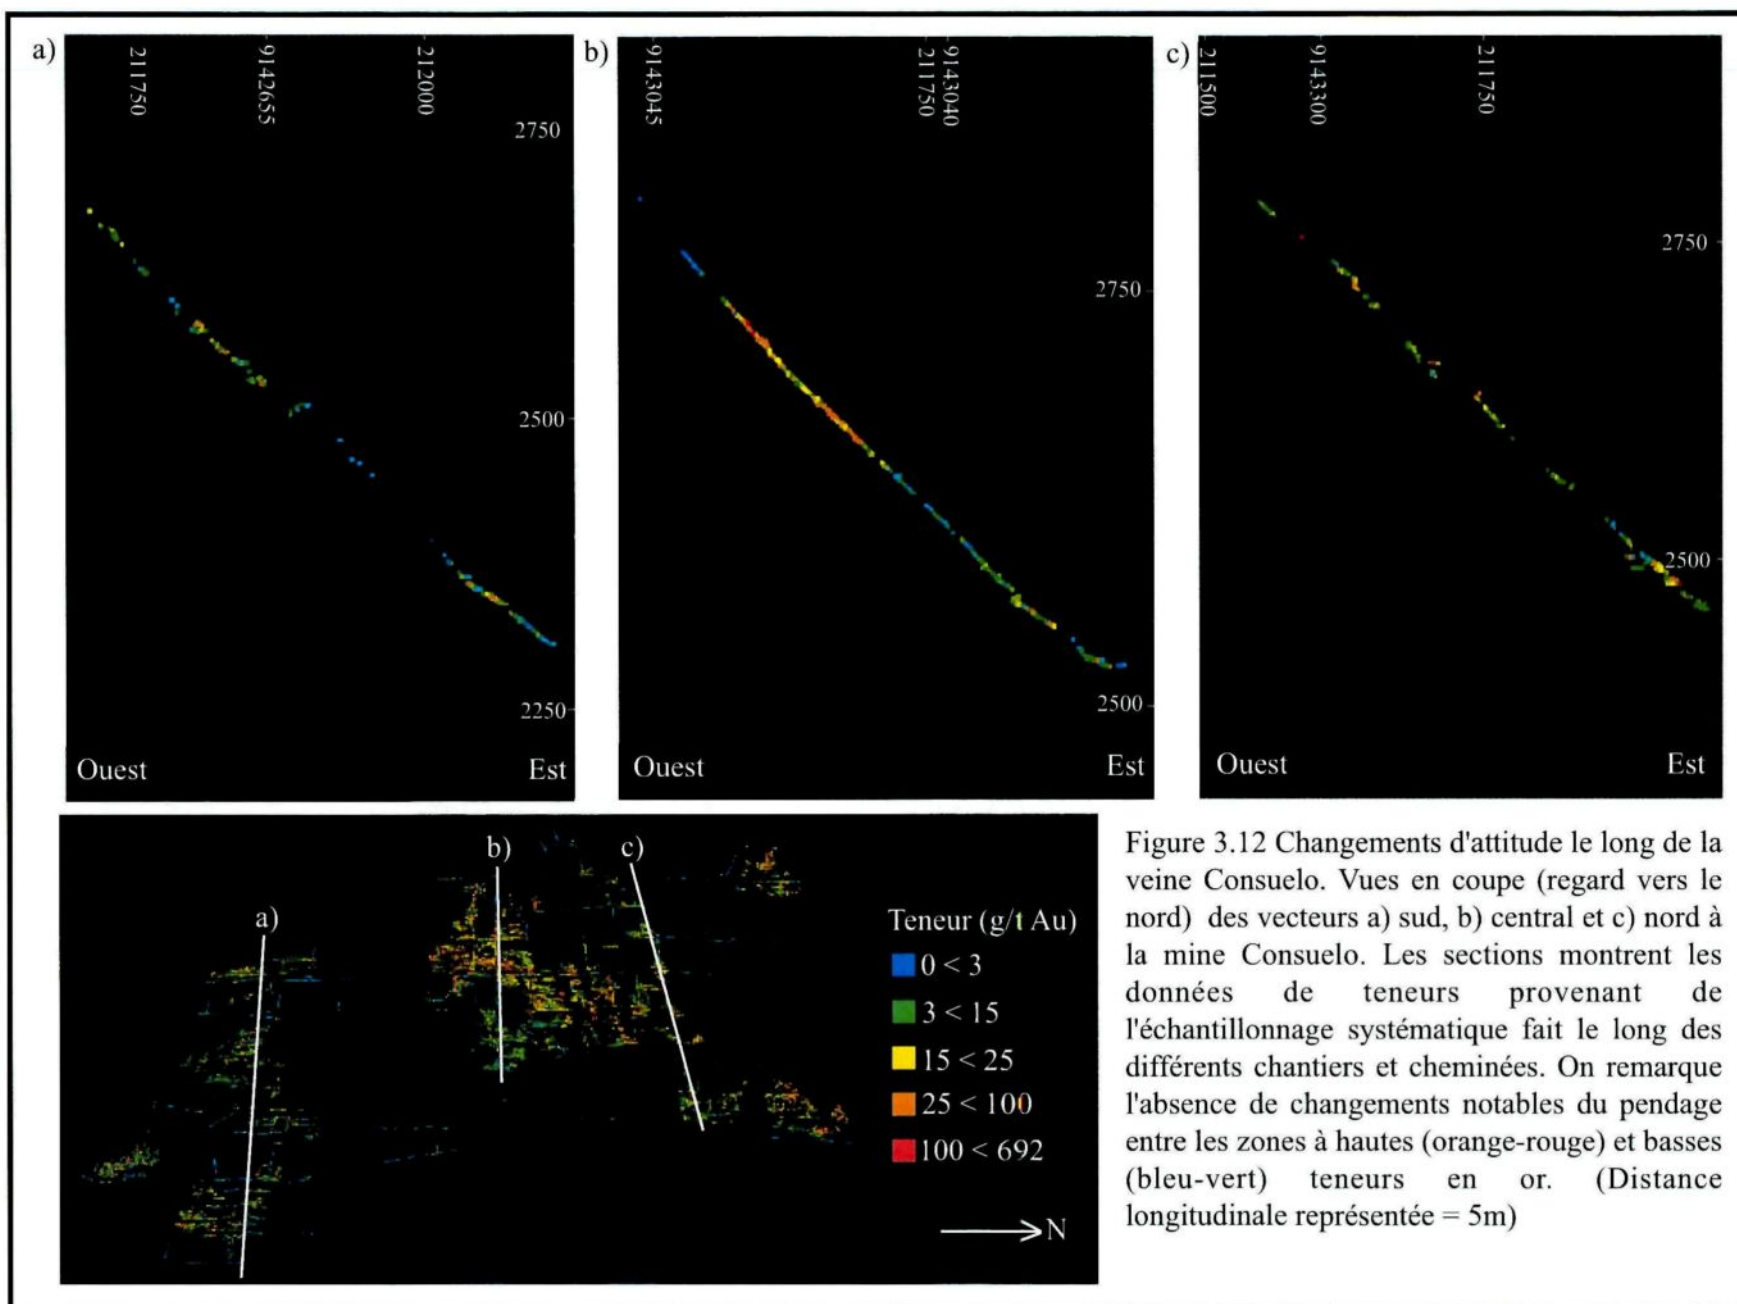 a)
211750
9142655
212000
2750
2500
2250
Ouest
Est
b)
9143045
211750
9143040
2750
2500
Ouest
Est
c)
211500
9143300
211750
2750
2500
Ouest
Est
a)
b)
c)
Teneur (g/t Au)
0 < 3
3 < 15
15 < 25
25 < 100
100 < 692
N
Figure 3.12 Changements d'attitude le long de la
veine Consuelo. Vues en coupe (regard vers le
nord) des vecteurs a) sud, b) central et c) nord à
la mine Consuelo. Les sections montrent les
données de teneurs provenant de
l'échantillonnage systématique fait le long des
différents chantiers et cheminées. On remarque
l'absence de changements notables du pendage
entre les zones à hautes (orange-rouge) et basses
(bleu-vert) teneurs en or. (Distance
longitudinale représentée = 5m)